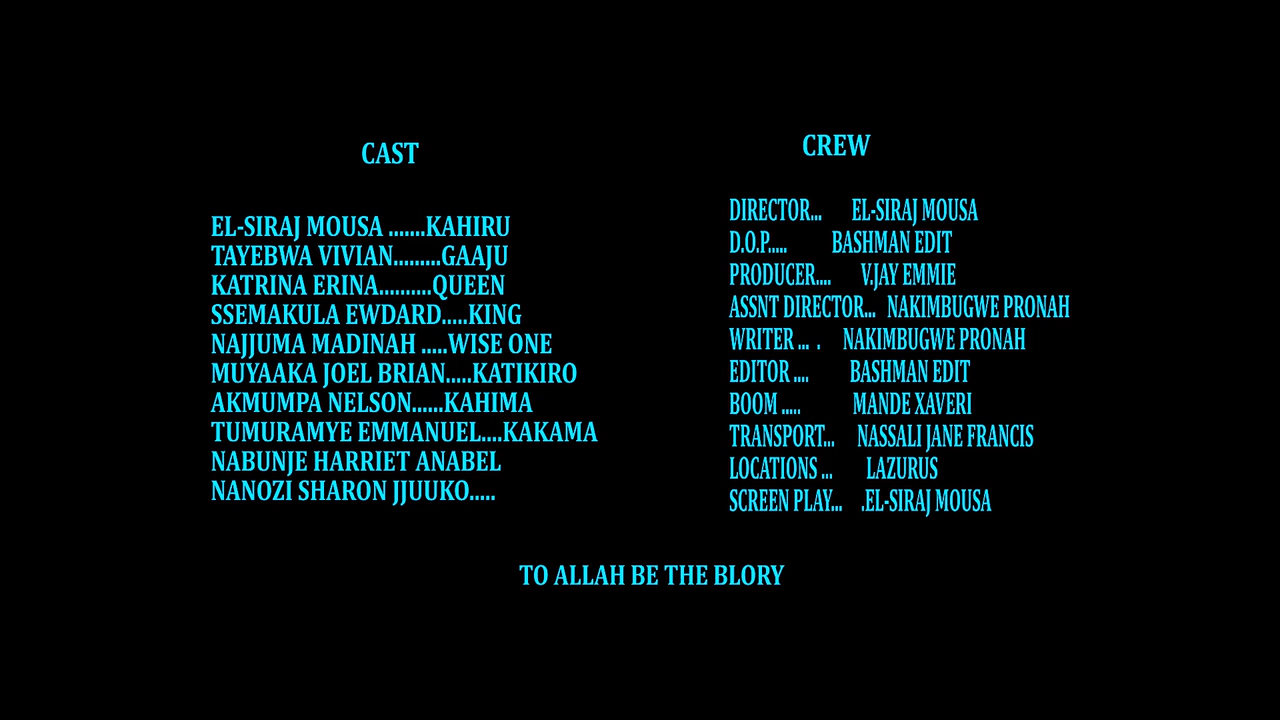 CAST
EL-SIRAJ MOUSA .......KAHIRU
TAYEBWA VIVIAN.........GAAJU
KATRINA ERINA..........QUEEN
SSEMAKULA EWDARD.....KING
NAJJUMA MADINAH .....WISE ONE
MUYAAKA JOEL BRIAN.....KATIKIRO
AKMUMPA NELSON......KAHIMA
TUMURAMYE EMMANUEL....KAKAMA
NABUNJE HARRIET ANABEL
NANOZI SHARON JJUUKO.....
CREW
DIRECTOR... EL-SIRAJ MOUSA
D.O.P..... BASHMAN EDIT
PRODUCER.... V.JAY EMMIE
ASSNT DIRECTOR... NAKIMBUGWE PRONAH
WRITER ... . NAKIMBUGWE PRONAH
EDITOR .... BASHMAN EDIT
BOOM ..... MANDE XAVERI
TRANSPORT... NASSALI JANE FRANCIS
LOCATIONS ... LAZURUS
SCREEN PLAY... .EL-SIRAJ MOUSA
TO ALLAH BE THE BLORY